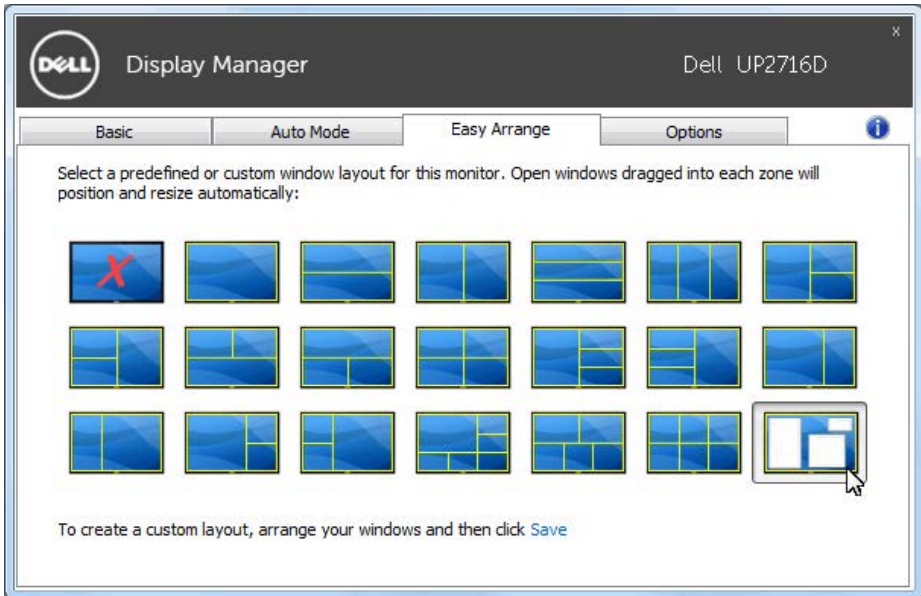 X
DELL
Display Manager
Dell UP2716D
Basic
Auto Mode
Easy Arrange
Options
i
Select a predefined or custom window layout for this monitor. Open windows dragged into each zone will
position and resize automatically:
X
To create a custom layout, arrange your windows and then click Save